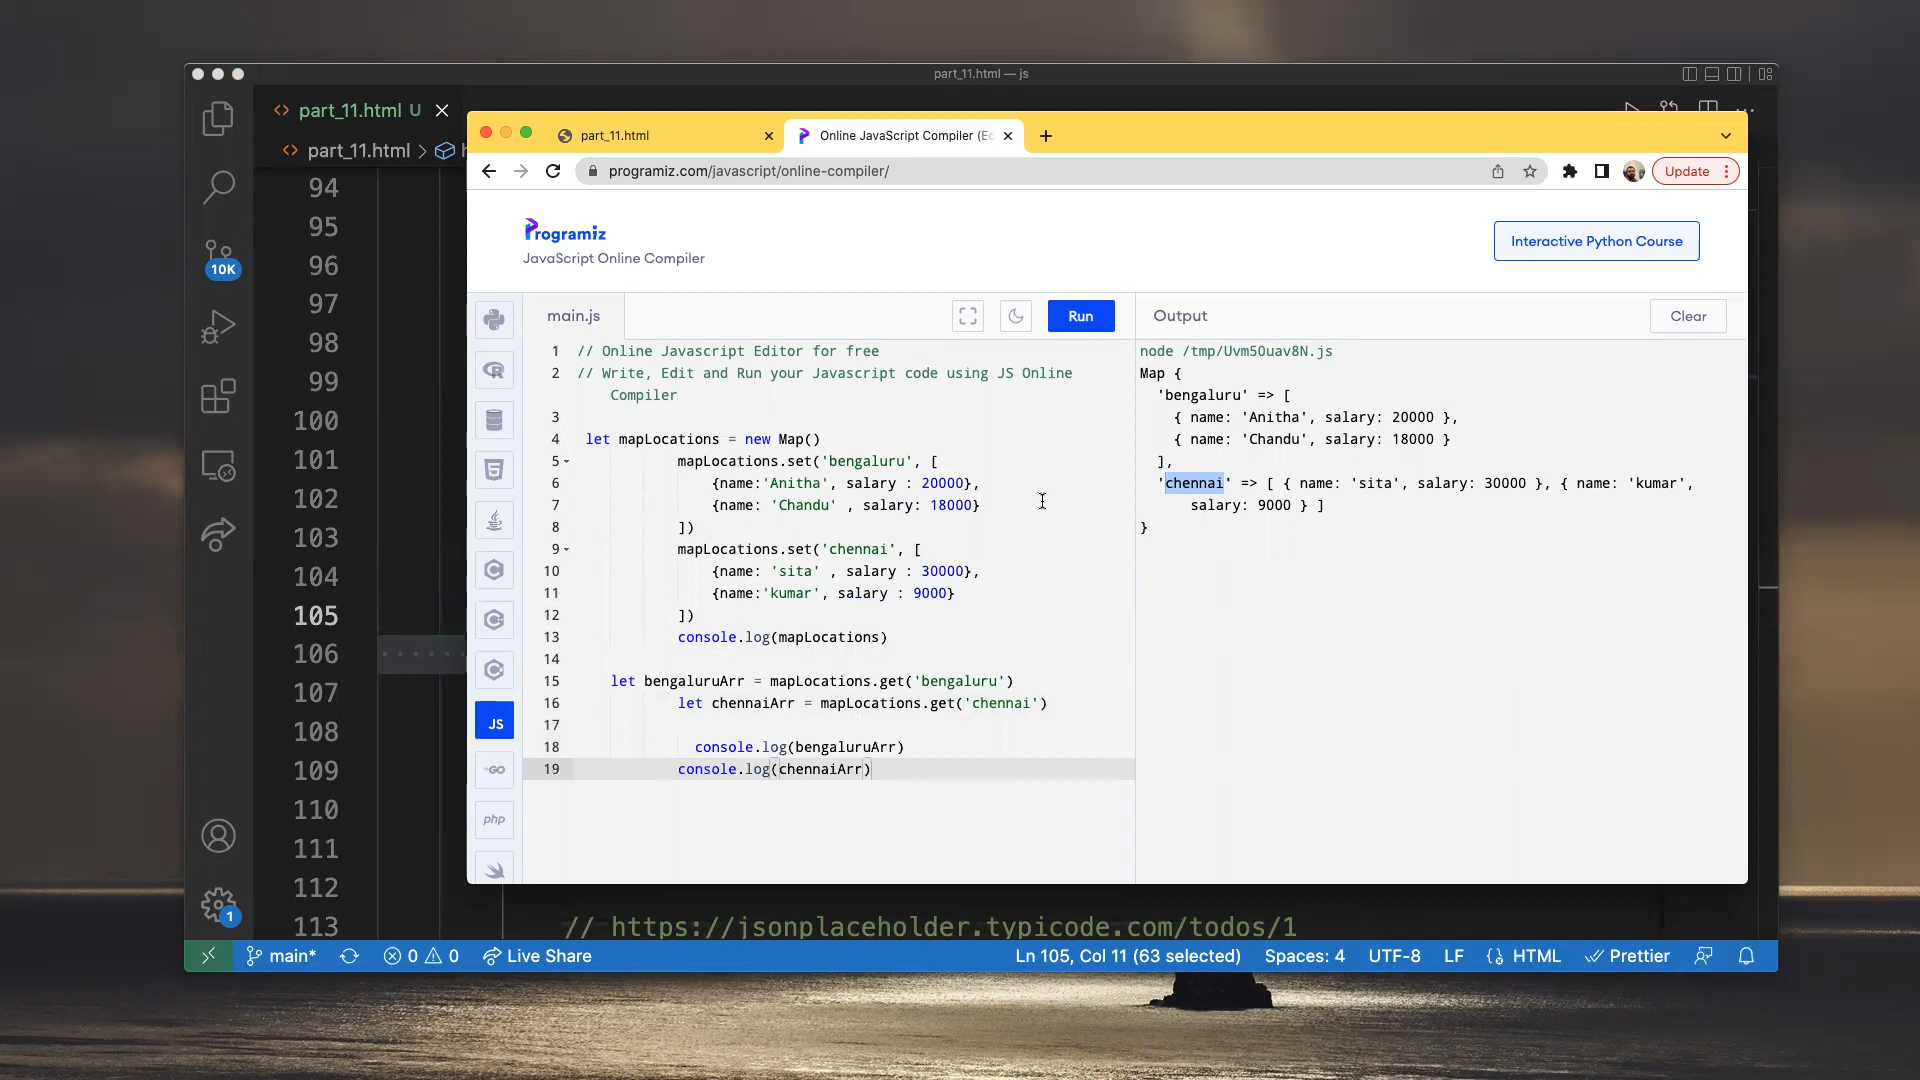 part_11.html — js
part_11.html U
part_11.html > h
10K
1
94
95
96
97
98
99
100
101
102
103
104
105
106
107
108
109
110
111
112
113
// https://jsonplaceholder.typicode.com/todos/1
part_11.html
Online JavaScript Compiler (Ec
programiz.com/javascript/online-compiler/
Update
Programiz
JavaScript Online Compiler
Interactive Python Course
main.js
Run
Output
Clear
JS
GO
php
1 // Online Javascript Editor for free
2 // Write, Edit and Run your Javascript code using JS Online
Compiler
3
4 let mapLocations = new Map()
5 mapLocations.set('bengaluru', [
6 {name:'Anitha', salary : 20000},
7 {name: 'Chandu' , salary: 18000}
8 ])
9 mapLocations.set('chennai', [
10 {name: 'sita' , salary : 30000},
11 {name:'kumar', salary : 9000}
12 ])
13 console.log(mapLocations)
14
15 let bengaluruArr = mapLocations.get('bengaluru')
16 let chennaiArr = mapLocations.get('chennai')
17
18 console.log(bengaluruArr)
19 console.log(chennaiArr)
node /tmp/Uvm5Ouav8N.js
Map {
'bengaluru' => [
{ name: 'Anitha', salary: 20000 },
{ name: 'Chandu', salary: 18000 }
],
'chennai' => [ { name: 'sita', salary: 30000 }, { name: 'kumar',
salary: 9000 } ]
}
main*
0
0
Live Share
Ln 105, Col 11 (63 selected)
Spaces: 4
UTF-8
LF
HTML
Prettier